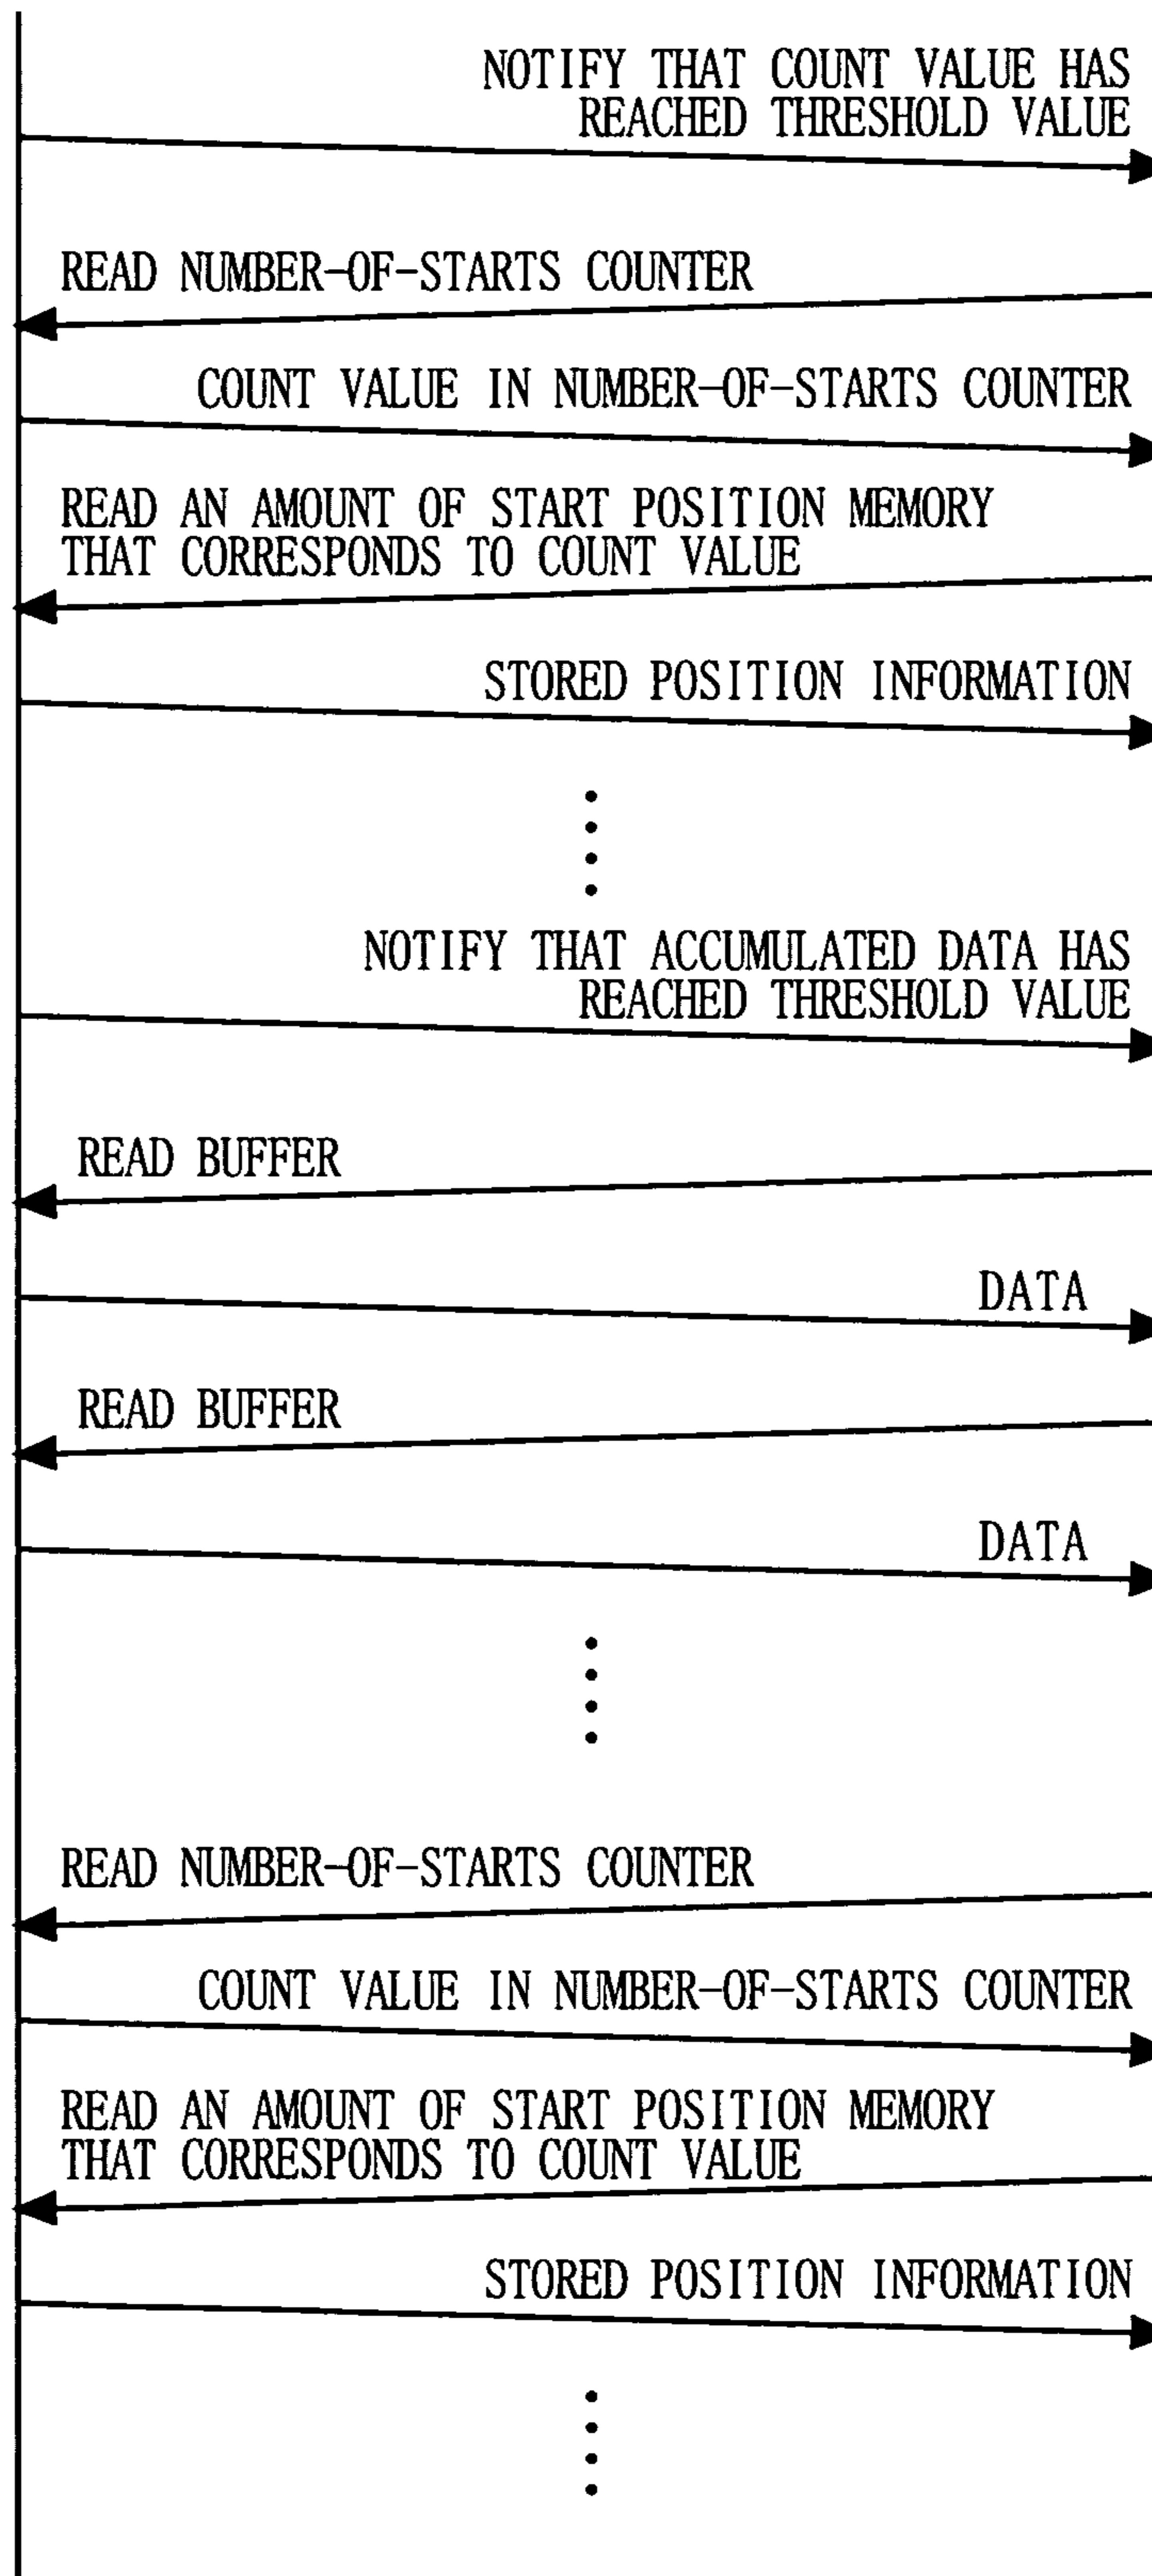 NOTIFY THAT COUNT VALUE HAS
REACHED THRESHOLD VALUE
READ NUMBER-OF-STARTS COUNTER
COUNT VALUE IN NUMBER-OF-STARTS COUNTER
READ AN AMOUNT OF START POSITION MEMORY
THAT CORRESPONDS TO COUNT VALUE
STORED POSITION INFORMATION
NOTIFY THAT ACCUMULATED DATA HAS
REACHED THRESHOLD VALUE
READ BUFFER
DATA
READ BUFFER
DATA
READ NUMBER-OF-STARTS COUNTER
COUNT VALUE IN NUMBER-OF-STARTS COUNTER
READ AN AMOUNT OF START POSITION MEMORY
THAT CORRESPONDS TO COUNT VALUE
STORED POSITION INFORMATION